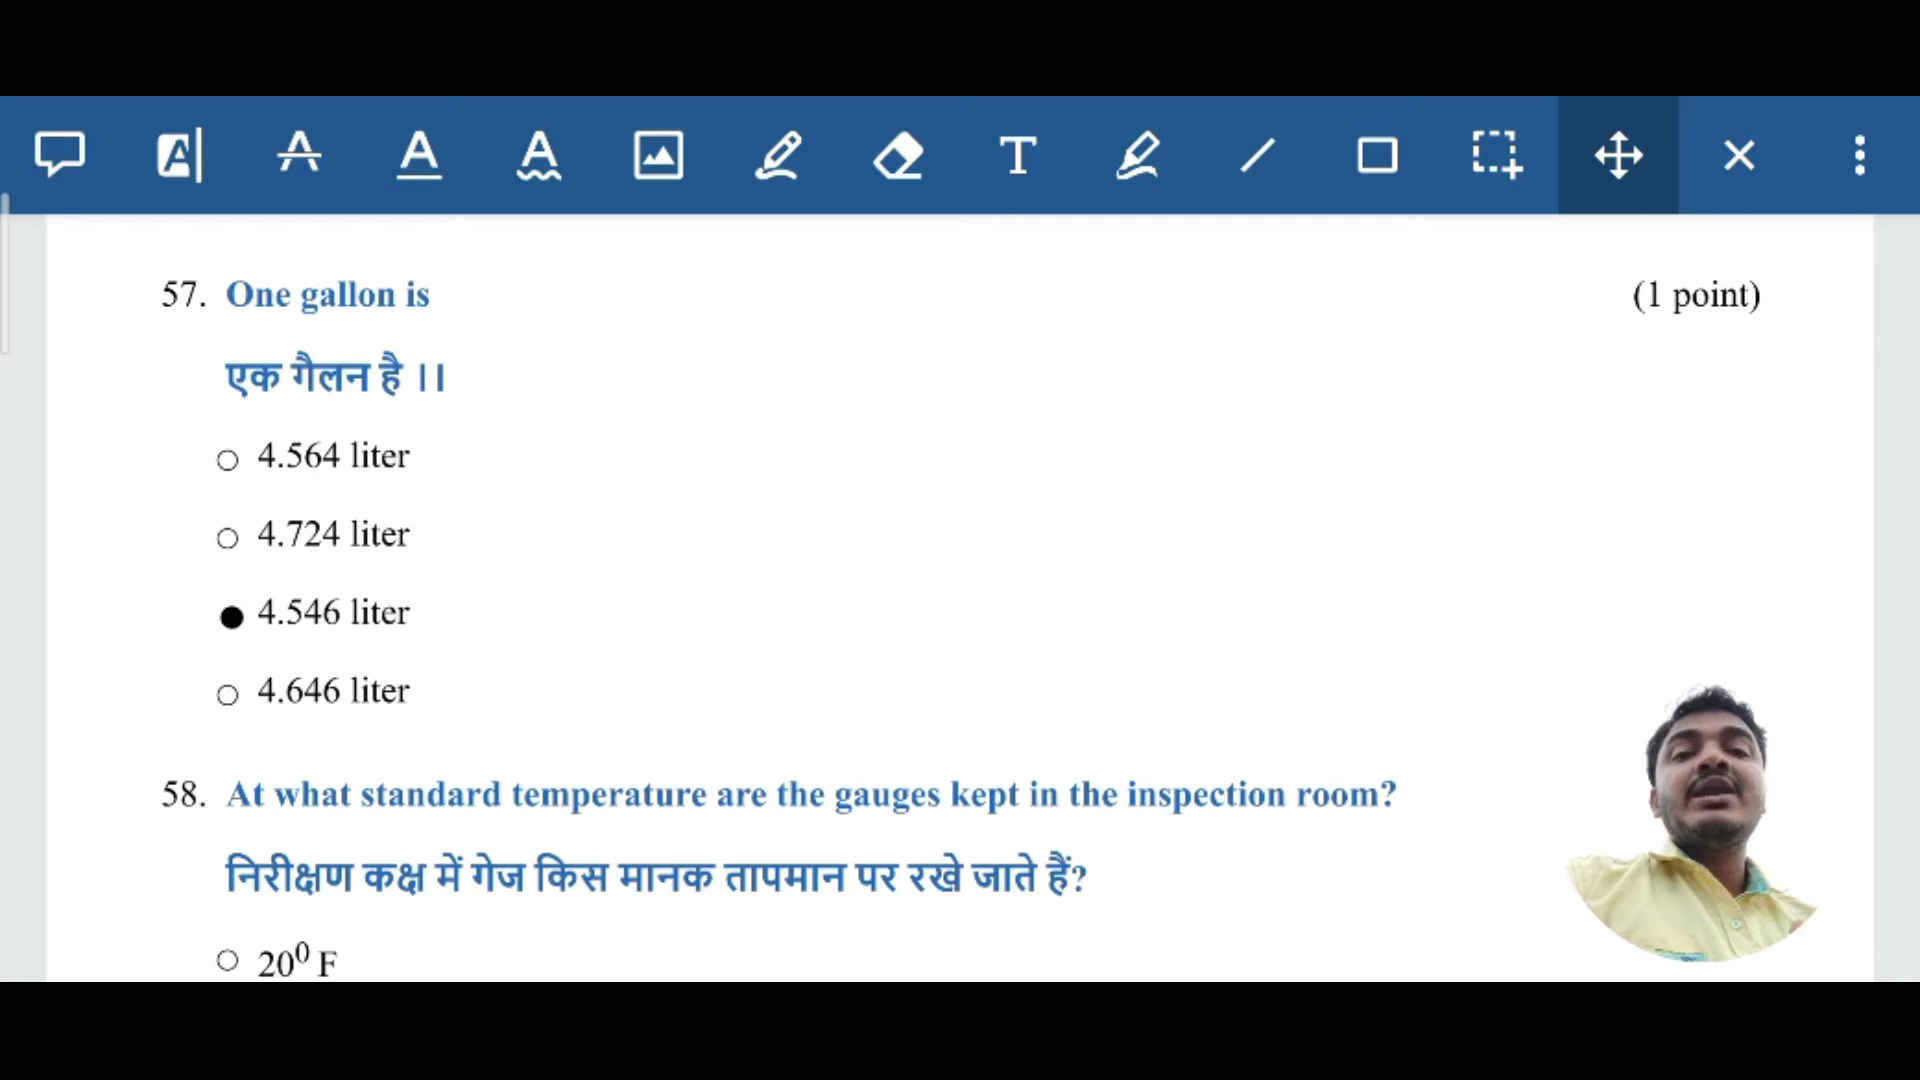 57. One gallon is (1 point)
एक गैलन है ।।
4.564 liter
4.724 liter
4.546 liter
4.646 liter
58. At what standard temperature are the gauges kept in the inspection room?
निरीक्षण कक्ष में गेज किस मानक तापमान पर रखे जाते हैं?
20⁰ F